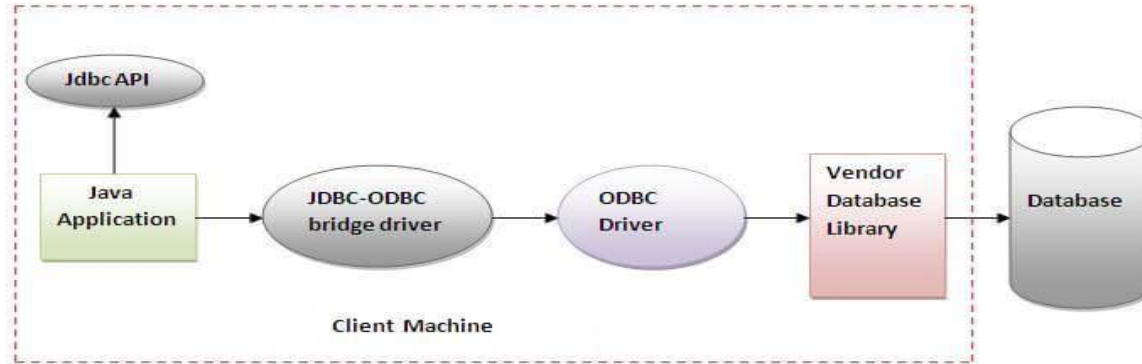 Jdbc API
Java
Application
JDBC-ODBC
bridge driver
ODBC
Driver
Vendor
Database
Library
Database
Client Machine